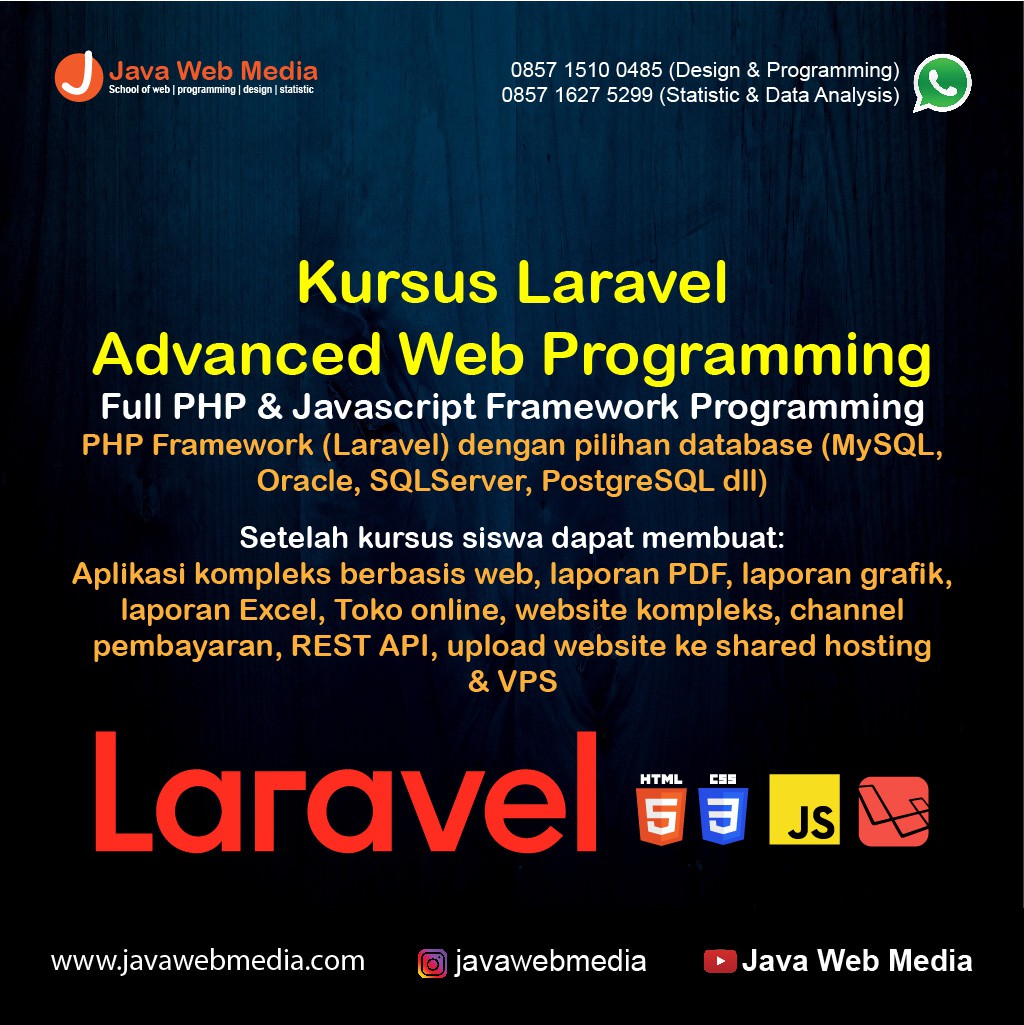 Java Web Media
School of web | programming | design | statistic
0857 1510 0485 (Design & Programming)
0857 1627 5299 (Statistic & Data Analysis)
Kursus Laravel
Advanced Web Programming
Full PHP & Javascript Framework Programming
PHP Framework (Laravel) dengan pilihan database (MySQL,
Oracle, SQLServer, PostgreSQL dll)
Setelah kursus siswa dapat membuat:
Aplikasi kompleks berbasis web, laporan PDF, laporan grafik,
laporan Excel, Toko online, website kompleks, channel
pembayaran, REST API, upload website ke shared hosting
& VPS
Laravel
HTML
5
CSS
3
JS
www.javawebmedia.com
javawebmedia
Java Web Media